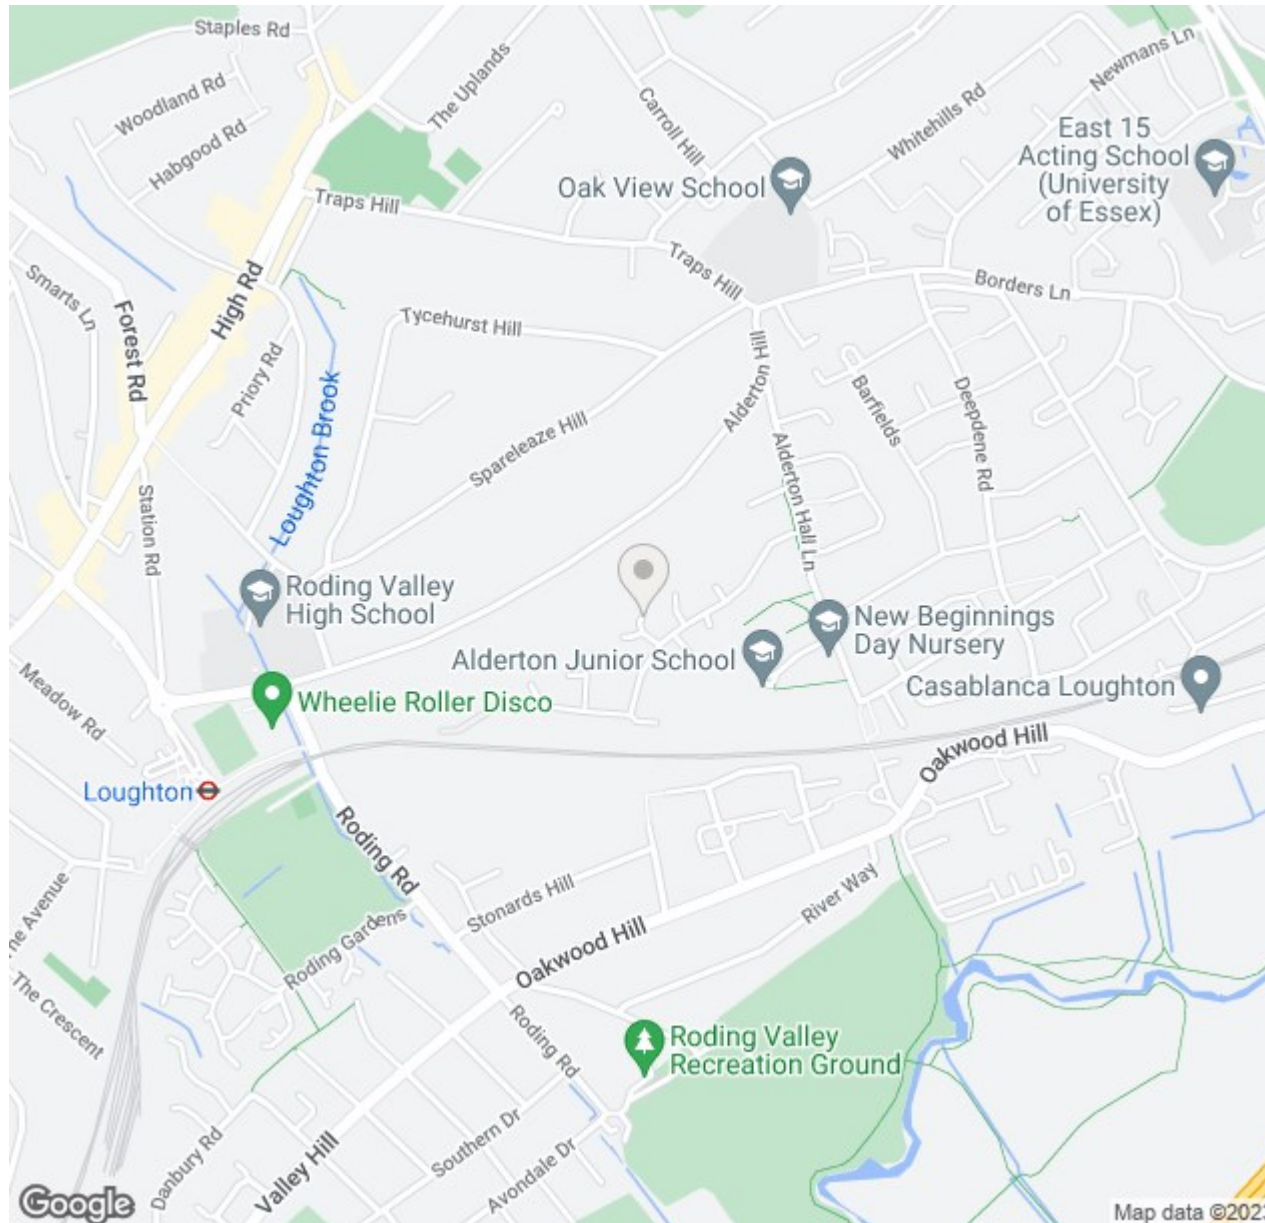 Staples Rd
The Uplands
Newmans Ln
Woodland Rd
Carroll Hill
Whitehills Rd
East 15
Acting School
(University
of Essex)
Habgood Rd
Oak View School
Traps Hill
Traps Hill
Smarts Ln
High Rd
Borders Ln
Forest Rd
Tycehurst Hill
Alderton Hill
Priory Rd
Barfields
Deepdene Rd
Loughton Brook
Spareleaze Hill
Alderton Hall Ln
Station Rd
Roding Valley
High School
New Beginnings
Day Nursery
Alderton Junior School
Casablanca Loughton
Meadow Rd
Wheelie Roller Disco
Oakwood Hill
Loughton
Roding Rd
Stonards Hill
River Way
he Avenue
Roding Gardens
Oakwood Hill
The Crescent
Roding Rd
Roding Valley
Recreation Ground
Southern Dr
Danbury Rd
Valley Hill
Avondale Dr
Google
Map data ©2023